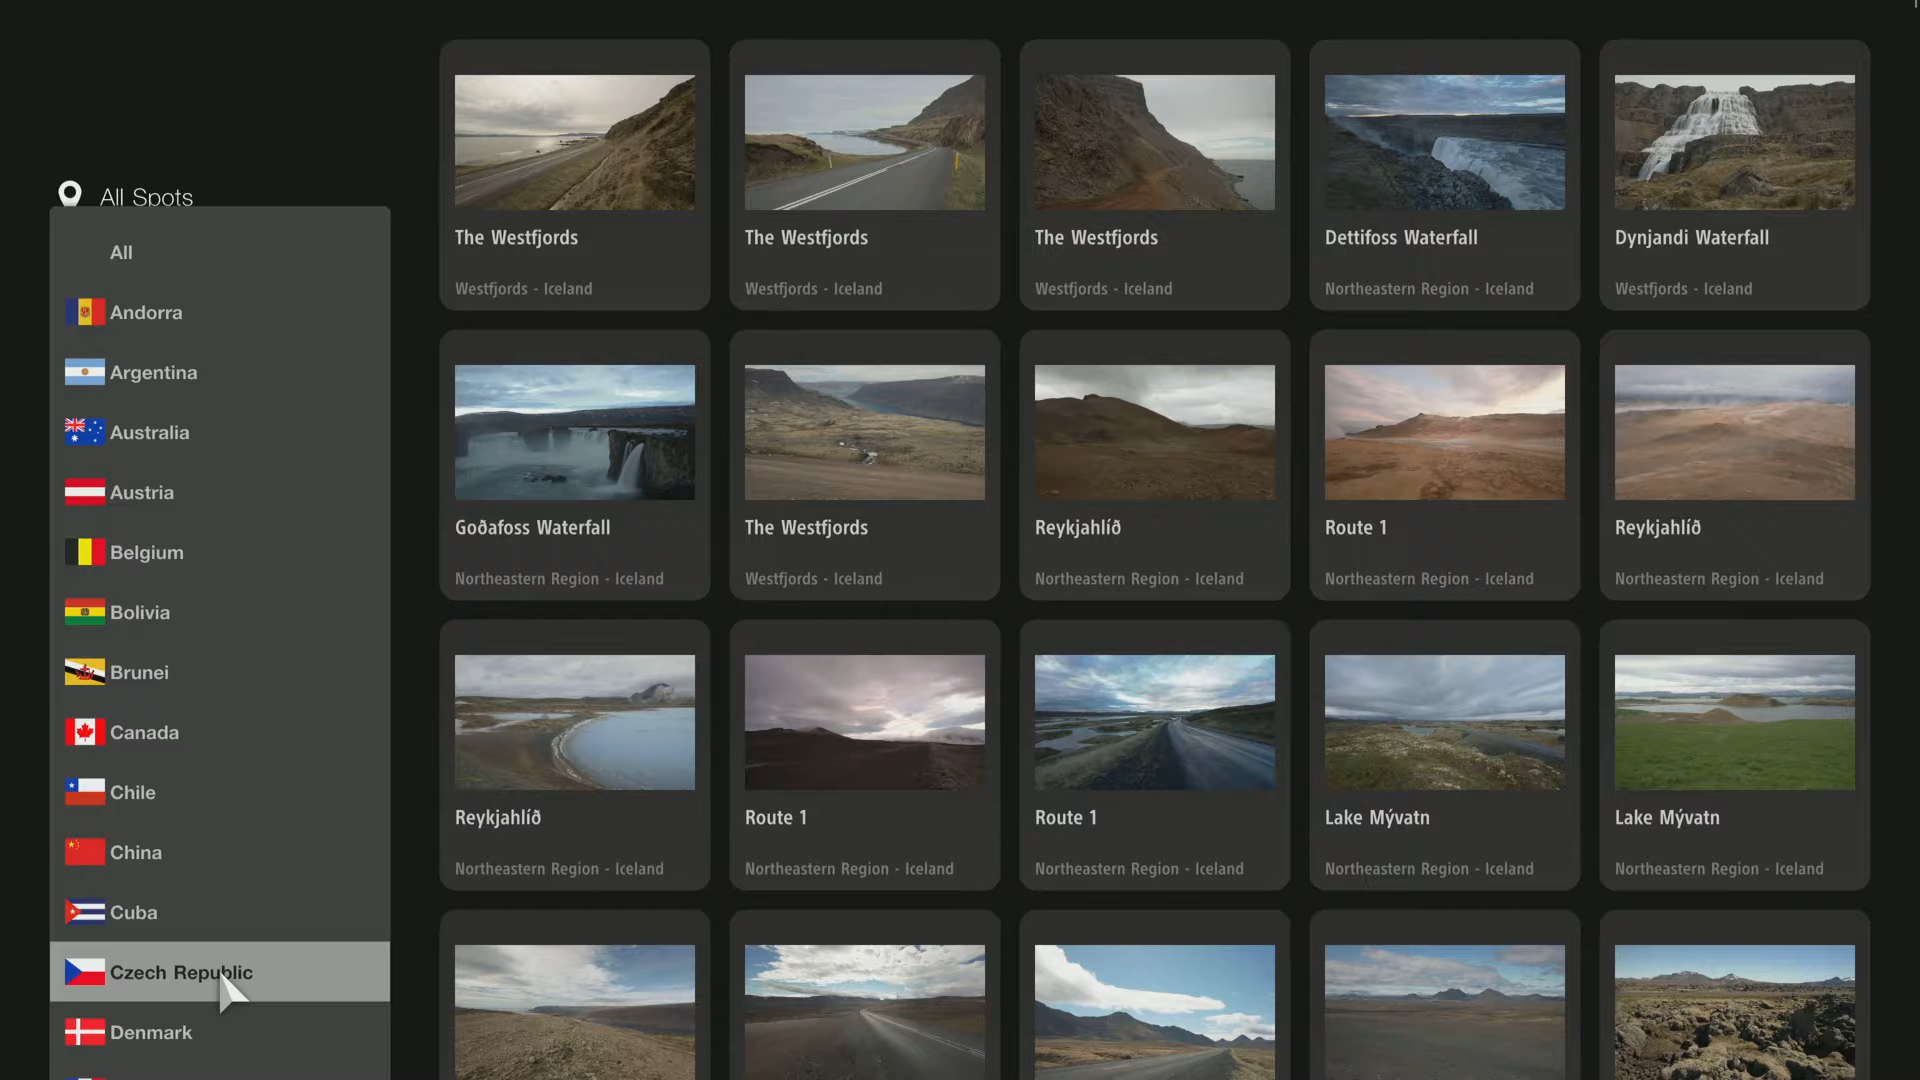 All Spots
All
Andorra
Argentina
Australia
Austria
Belgium
Bolivia
Brunei
Canada
Chile
China
Cuba
Czech Republic
Denmark
The Westfjords
Westfjords - Iceland
The Westfjords
Westfjords - Iceland
The Westfjords
Westfjords - Iceland
Dettifoss Waterfall
Northeastern Region - Iceland
Dynjandi Waterfall
Westfjords - Iceland
Goðafoss Waterfall
Northeastern Region - Iceland
The Westfjords
Westfjords - Iceland
Reykjahlíð
Northeastern Region - Iceland
Route 1
Northeastern Region - Iceland
Reykjahlíð
Northeastern Region - Iceland
Reykjahlíð
Northeastern Region - Iceland
Route 1
Northeastern Region - Iceland
Route 1
Northeastern Region - Iceland
Lake Mývatn
Northeastern Region - Iceland
Lake Mývatn
Northeastern Region - Iceland